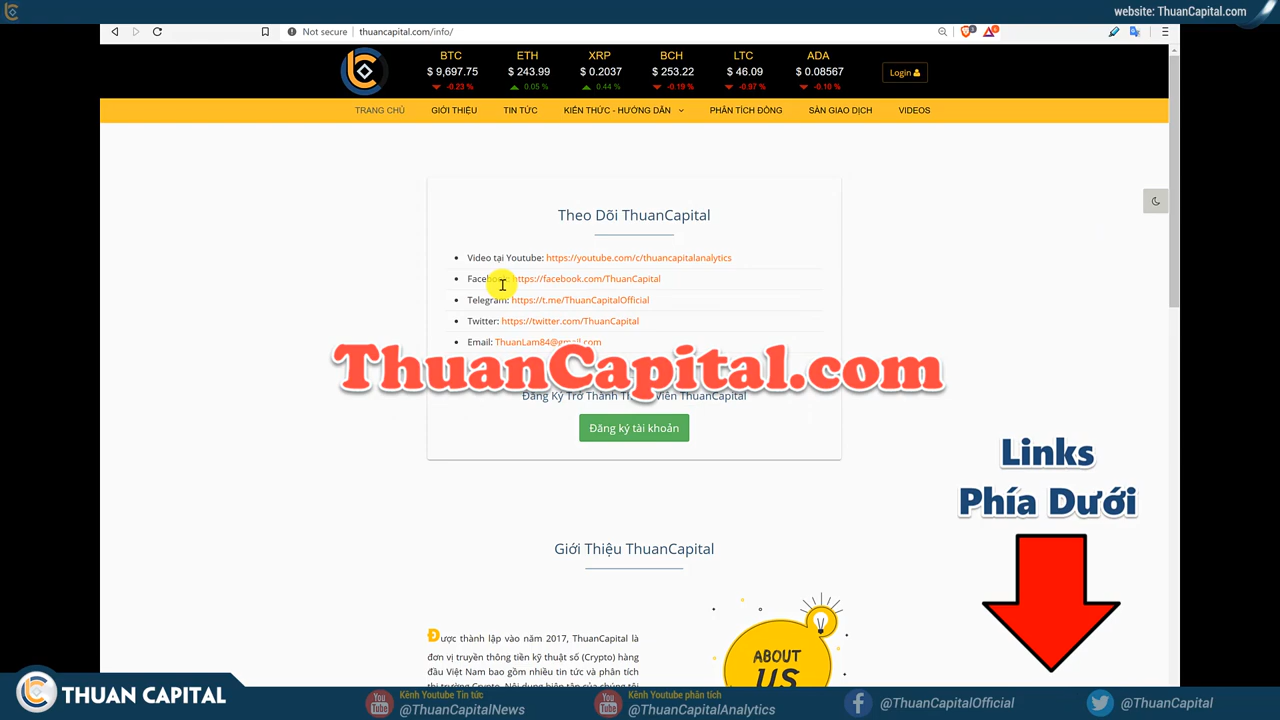 website: ThuanCapital.com
Not secure thuancapital.com/info/
BTC ETH XRP BCH LTC ADA
$ 9,697.75 $ 243.99 $ 0.2037 $ 253.22 $ 46.09 $ 0.08567
-0.23 % 0.05 % 0.44 % -0.19 % -0.97 % -0.10 %
Login
TRANG CHỦ GIỚI THIỆU TIN TỨC KIẾN THỨC - HƯỚNG DẪN PHÂN TÍCH ĐỘNG SÀN GIAO DỊCH VIDEOS
Theo Dõi ThuanCapital
Video tại Youtube: https://youtube.com/c/thuancapitalanalytics
Facebook: https://facebook.com/ThuanCapital
Telegram: https://t.me/ThuanCapitalOfficial
Twitter: https://twitter.com/ThuanCapital
Email: ThuanLam84@gmail.com
ThuanCapital.com
Đăng Ký Trở Thành Viên ThuanCapital
Đăng ký tài khoản
Links
Phía Dưới
Giới Thiệu ThuanCapital
Được thành lập vào năm 2017, ThuanCapital là
đơn vị truyền thông tiền kỹ thuật số (Crypto) hàng
đầu Việt Nam bao gồm nhiều tin tức và phân tích
ABOUT
US
THUAN CAPITAL
Kênh Youtube Tin tức
@ThuanCapitalNews
Kênh Youtube phân tích
@ThuanCapitalAnalytics
@ThuanCapitalOfficial
@ThuanCapital